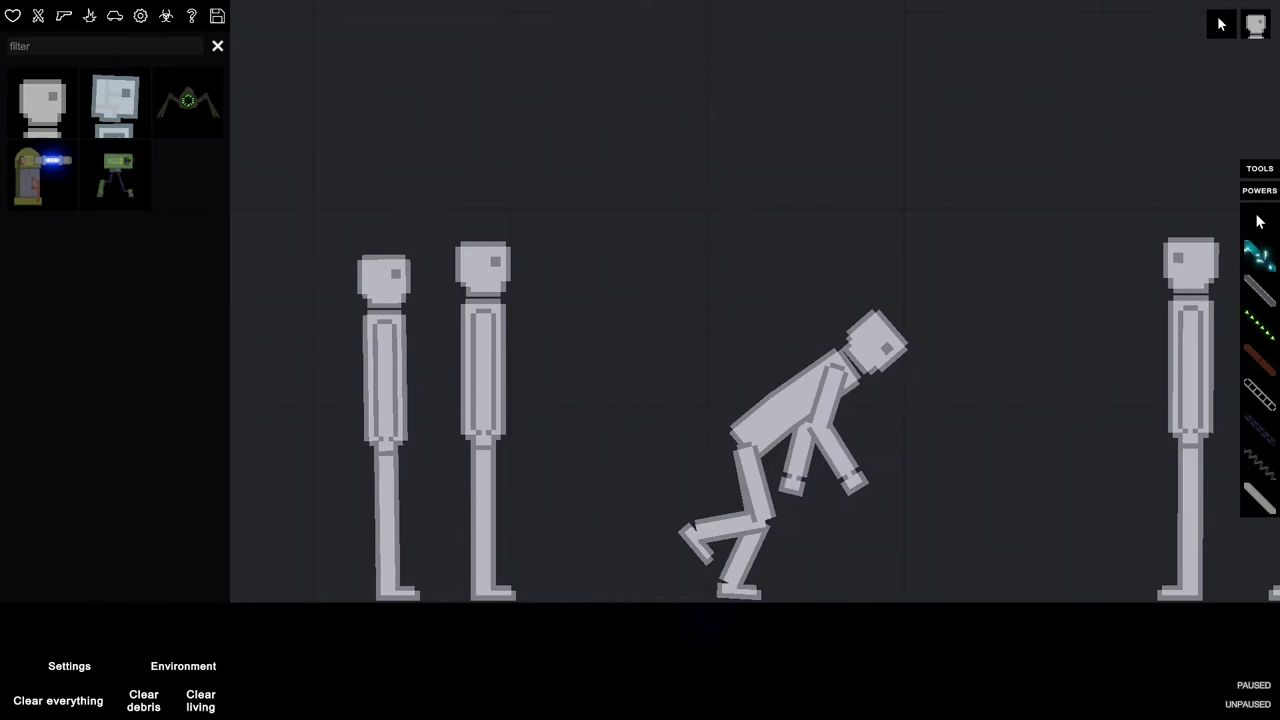 filter
TOOLS
POWERS
Settings
Environment
Clear everything
Clear
debris
Clear
living
PAUSED
UNPAUSED